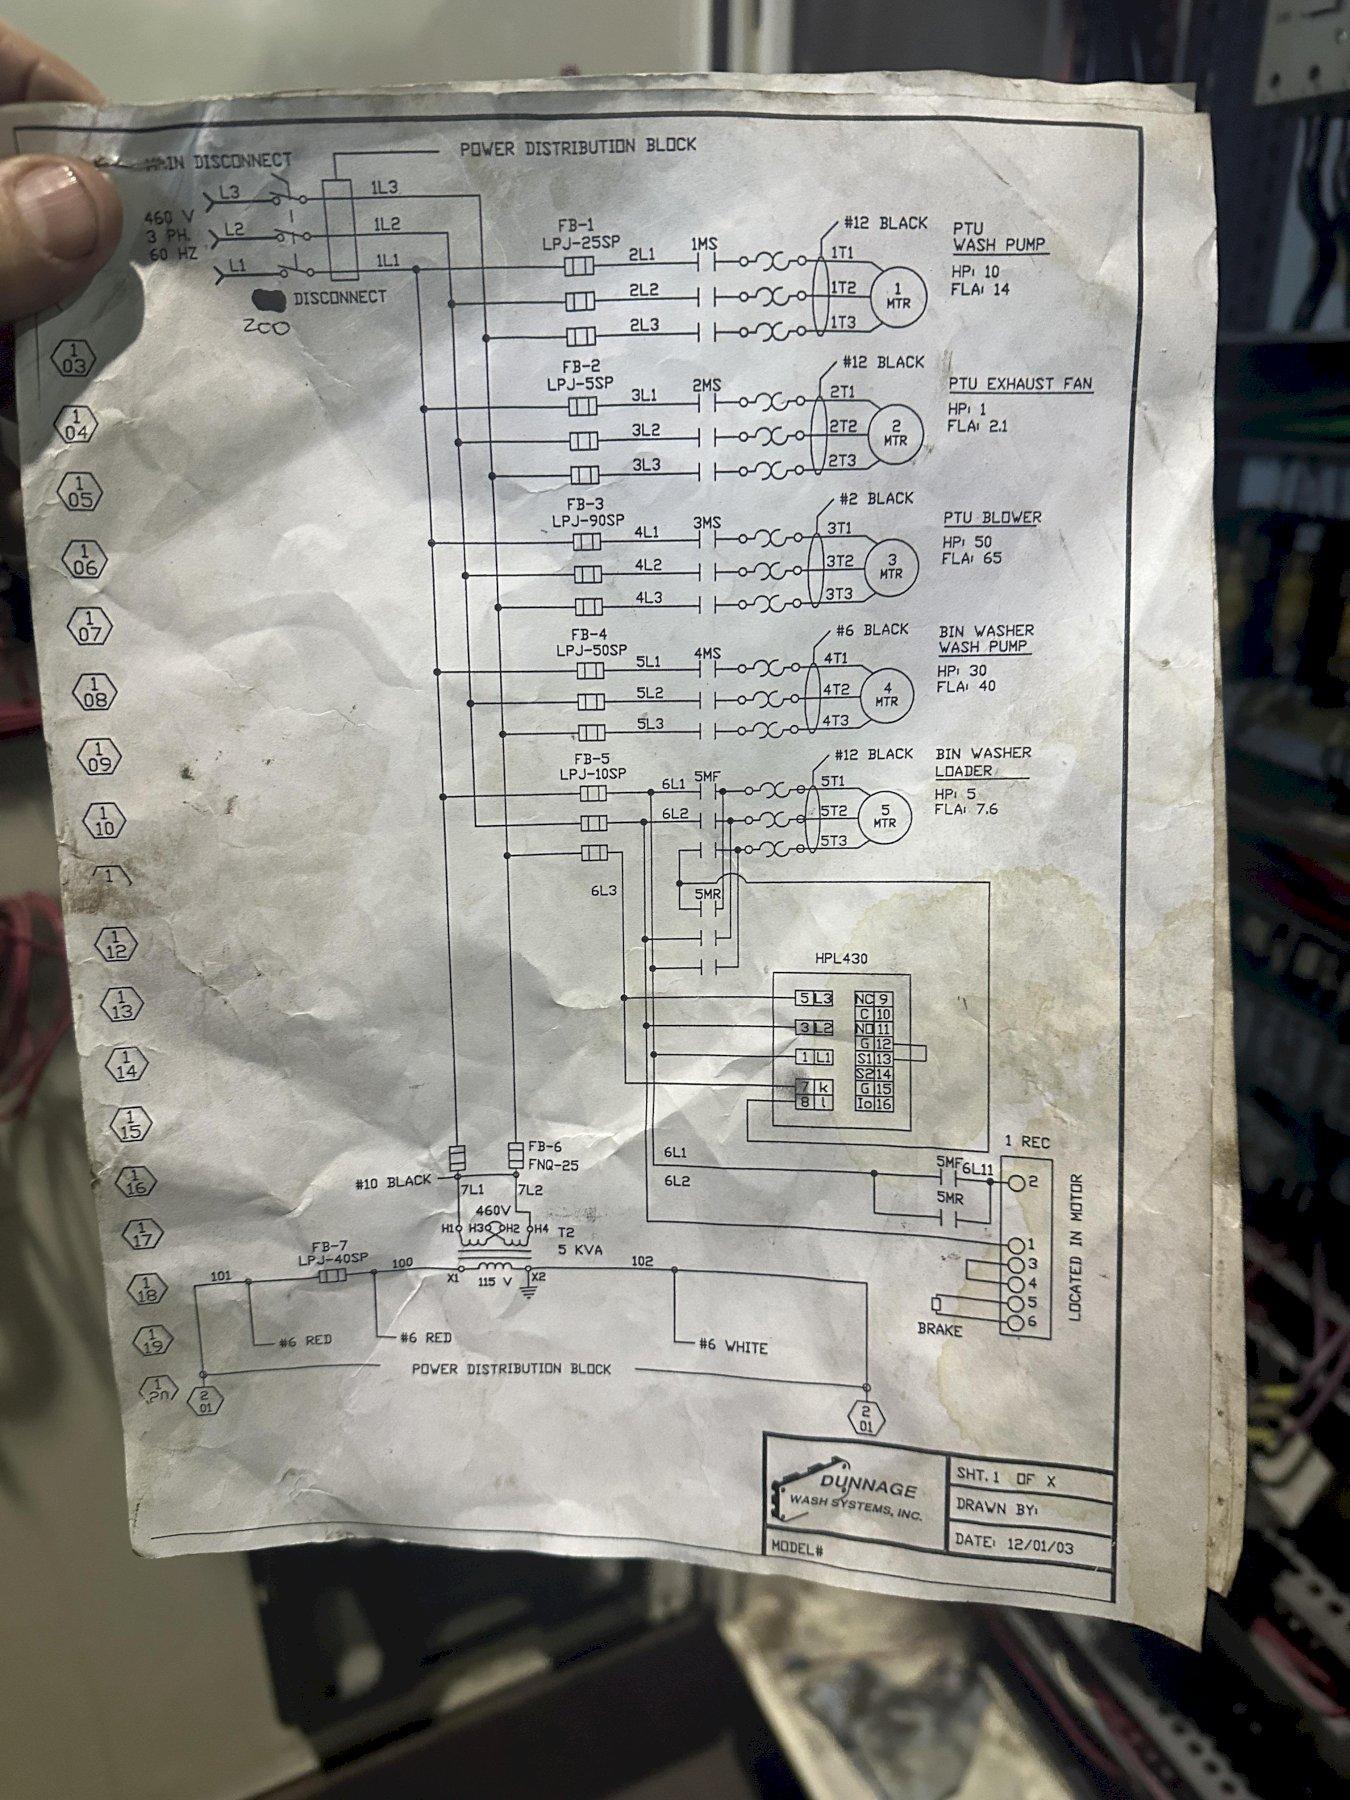 MAIN DISCONNECT
POWER DISTRIBUTION BLOCK
460 V
3 PH.
60 HZ
L3
L2
L1
1L3
1L2
1L1
DISCONNECT
200
FB-1
LPJ-25SP
2L1
2L2
2L3
1MS
#12 BLACK
1T1
1T2
1T3
1
MTR
PTU
WASH PUMP
HP: 10
FLA: 14
FB-2
LPJ-5SP
3L1
3L2
3L3
2MS
#12 BLACK
2T1
2T2
2T3
2
MTR
PTU EXHAUST FAN
HP: 1
FLA: 2.1
FB-3
LPJ-90SP
4L1
4L2
4L3
3MS
#2 BLACK
3T1
3T2
3T3
3
MTR
PTU BLOWER
HP: 50
FLA: 65
FB-4
LPJ-50SP
5L1
5L2
5L3
4MS
#6 BLACK
4T1
4T2
4T3
4
MTR
BIN WASHER
WASH PUMP
HP: 30
FLA: 40
FB-5
LPJ-10SP
6L1
6L2
6L3
5MF
5MR
#12 BLACK
5T1
5T2
5T3
5
MTR
BIN WASHER
LOADER
HP: 5
FLA: 7.6
HPL430
5 L3
3 L2
1 L1
7 k
8 l
NC 9
C 10
NO 11
G 12
S1 13
S2 14
G 15
Io 16
1 REC
6L1
6L2
5MF
6L11
5MR
2
1
3
4
5
6
BRAKE
LOCATED IN MOTOR
FB-6
FNQ-25
#10 BLACK
7L1
7L2
460V
H1
H3
H2
H4
T2
5 KVA
X1
115 V
X2
FB-7
LPJ-40SP
101
100
102
#6 RED
#6 RED
#6 WHITE
POWER DISTRIBUTION BLOCK
2
01
2
01
1
03
1
04
1
05
1
06
1
07
1
08
1
09
1
10
1
1
12
1
13
1
14
1
15
1
16
1
17
1
18
1
19
1
20
DUNNAGE
WASH SYSTEMS, INC.
MODEL#
SHT. 1 OF X
DRAWN BY:
DATE: 12/01/03